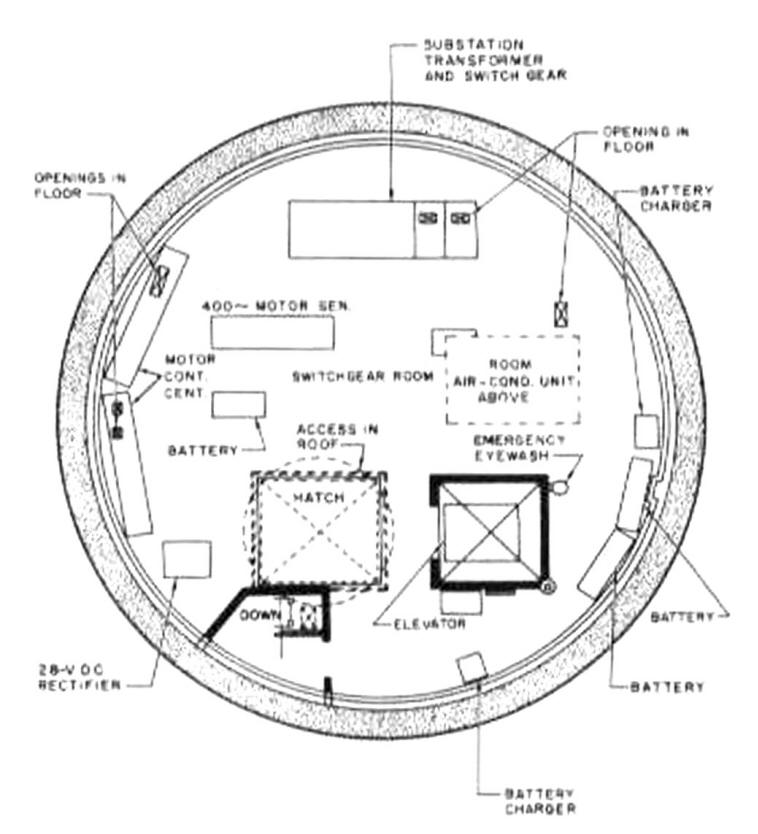 SUBSTATION
TRANSFORMER
AND SWITCH GEAR
OPENING IN
FLOOR
OPENINGS IN
FLOOR
BATTERY
CHARGER
400~ MOTOR GEN.
MOTOR
CONT.
CENT.
SWITCHGEAR ROOM
ROOM
AIR-COND. UNIT
ABOVE
BATTERY
ACCESS IN
ROOF
EMERGENCY
EYEWASH
HATCH
DOWN
ELEVATOR
BATTERY
28-V DC
RECTIFIER
BATTERY
BATTERY
CHARGER